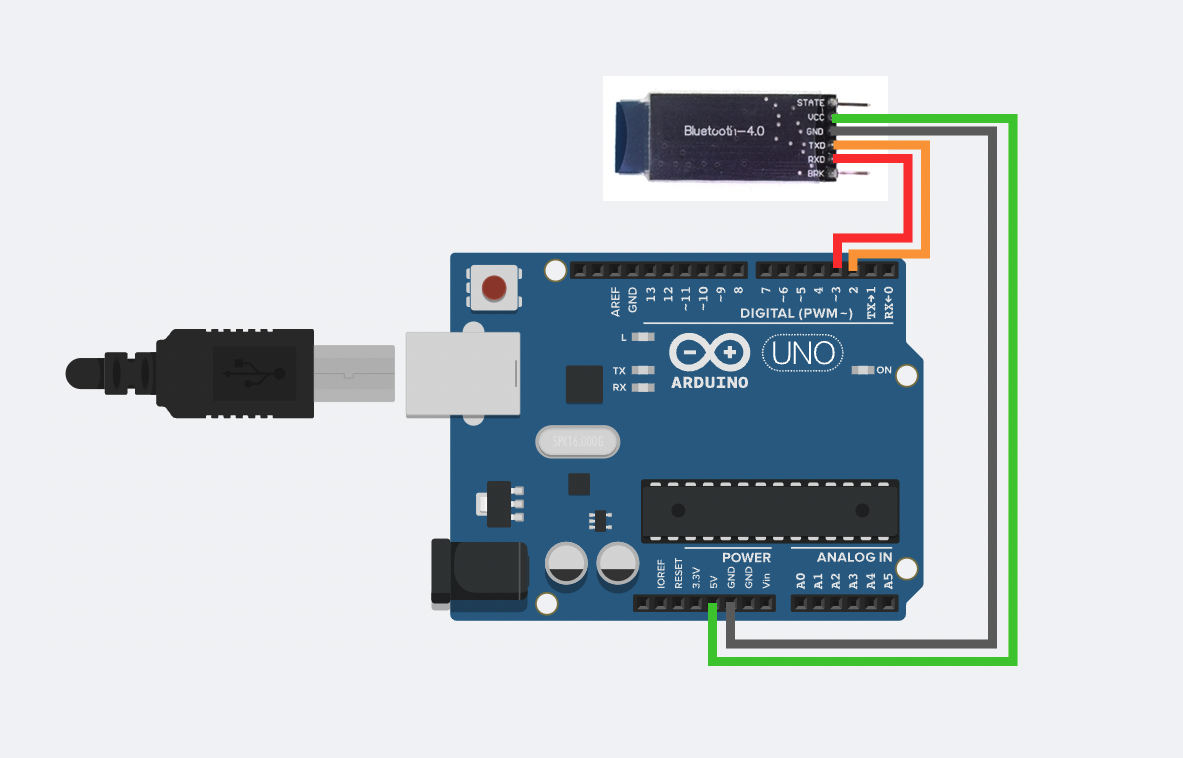 STATE
VCC
Bluetooth-4.0
GND
TXD
RXD
BRK
AREF
GND
13
12
~11
~10
~9
8
7
~6
~5
4
~3
2
TX→1
RX←0
DIGITAL (PWM~)
L
UNO
TX
ON
RX
ARDUINO
SPK16.000G
POWER
ANALOG IN
IOREF
RESET
3.3V
5V
GND
GND
Vin
A0
A1
A2
A3
A4
A5